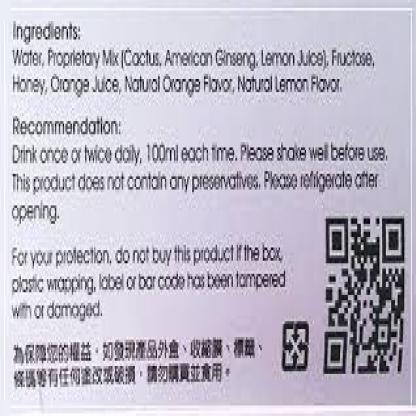 Ingredients:
Water, Proprietary Mix (Cactus, American Ginseng, Lemon Juice), Fructose,
Honey, Orange Juice, Natural Orange Flavor, Natural Lemon Flavor.
Recommendation:
Drink once or twice daily, 100ml each time. Please shake well before use.
This product does not contain any preservatives. Please refrigerate after
opening.
For your protection, do not buy this product if the box,
plastic wrapping, label or bar code has been tampered
with or damaged.
為保障您的權益,如發現產品外盒、收縮膜、標籤、
條碼等有任何塗改或破損,請勿購買並食用。